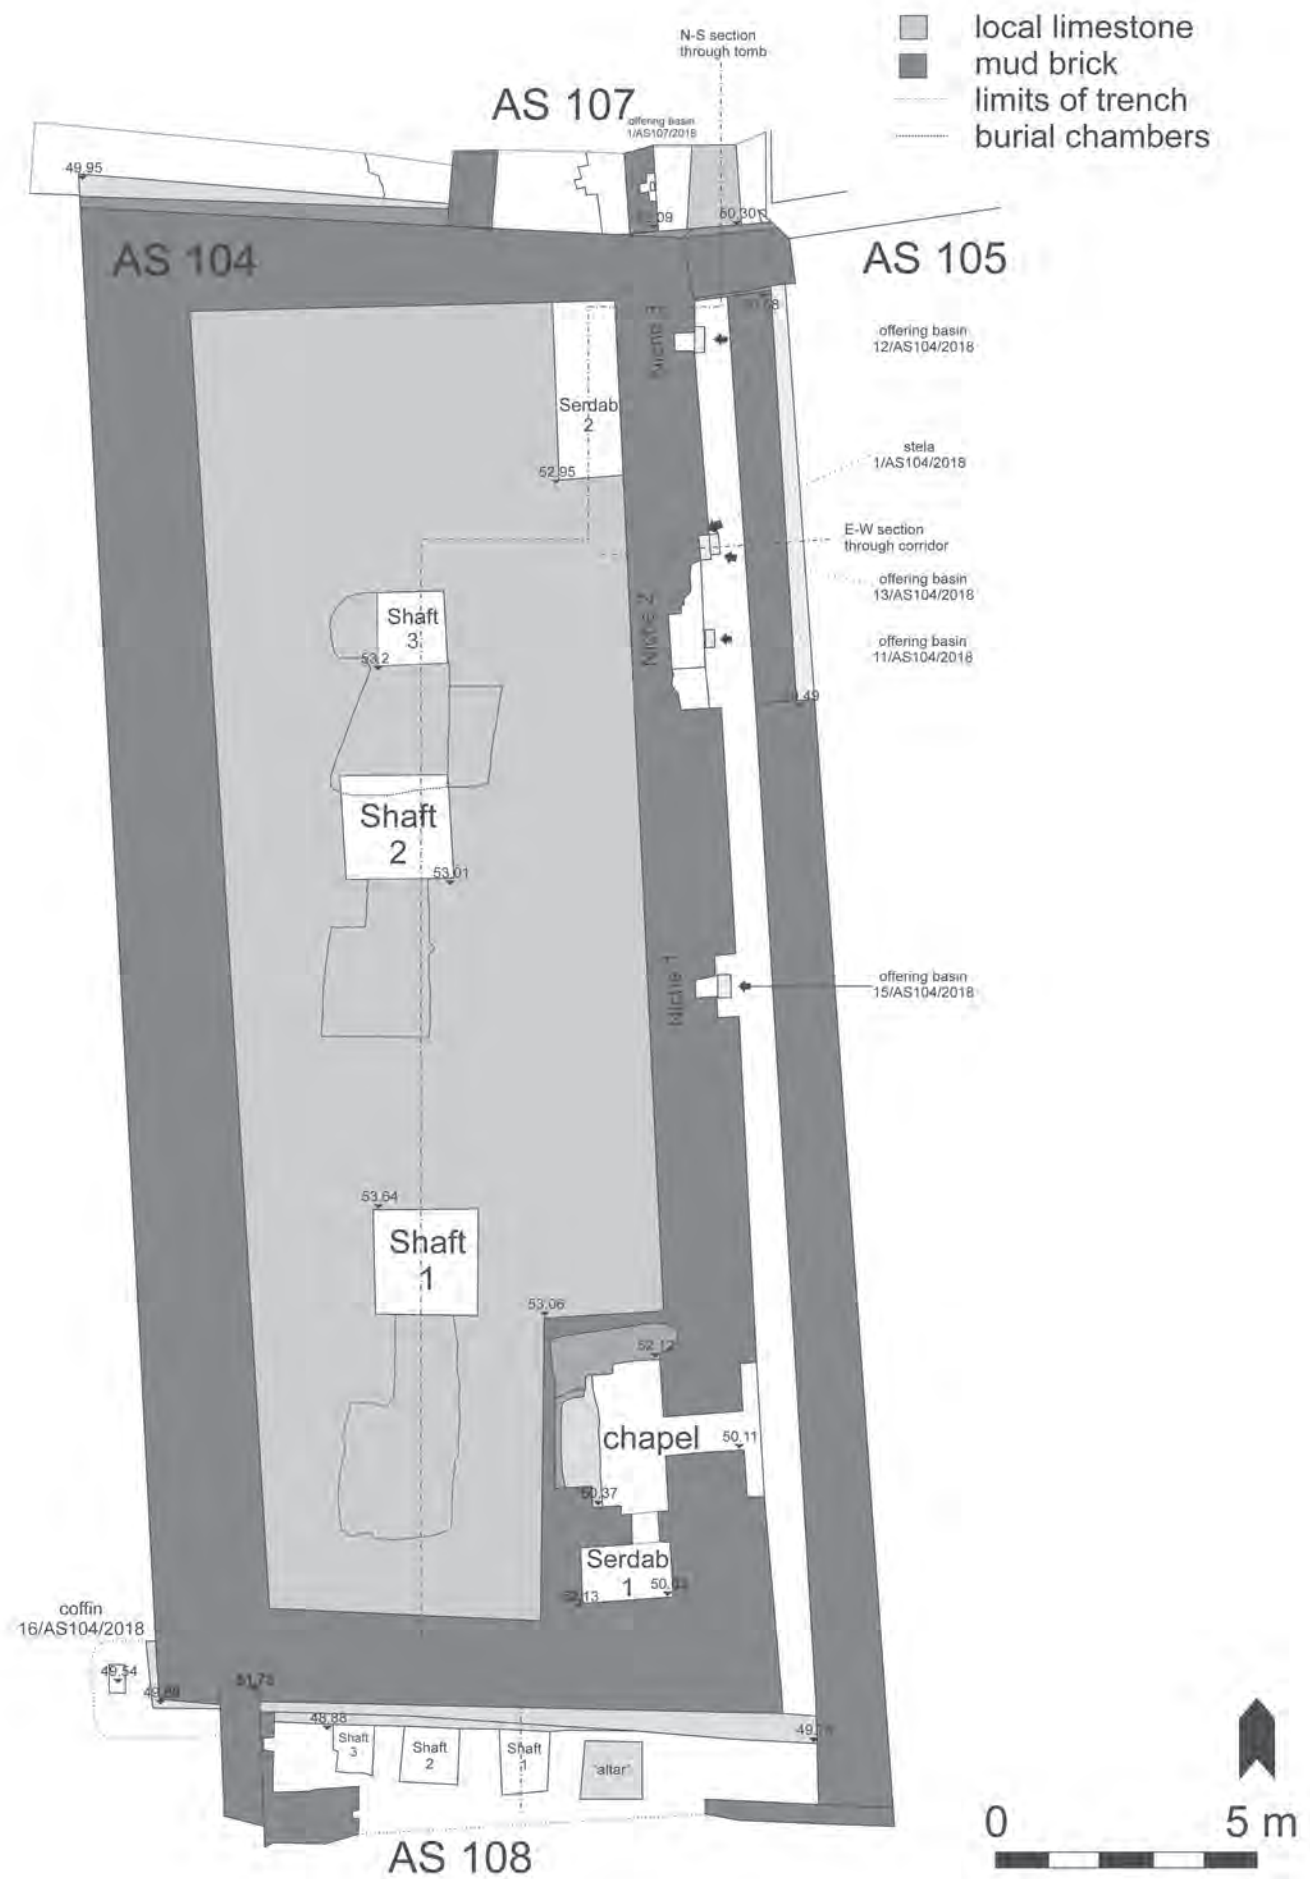 local limestone
mud brick
limits of trench
burial chambers
N-S section
through tomb
AS 107
offering basin
1/AS107/2018
49,95
50,30
AS 104
AS 105
Niche 3
offering basin
12/AS104/2018
Serdab
2
52,95
stela
1/AS104/2018
E-W section
through corridor
offering basin
13/AS104/2018
Shaft
3
53,2
Niche 2
offering basin
11/AS104/2018
Shaft
2
53,01
Niche 1
offering basin
15/AS104/2018
53,64
Shaft
1
53,06
52,12
chapel
50,11
50,37
Serdab
1
coffin
16/AS104/2018
49,54
51,73
48,88
Shaft
3
Shaft
2
Shaft
1
"altar"
AS 108
0
5 m